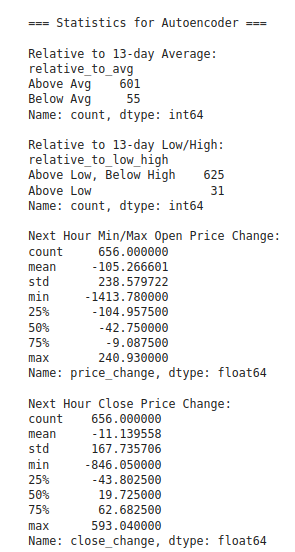 === Statistics for Autoencoder ===

Relative to 13-day Average:
relative_to_avg
Above Avg    601
Below Avg     55
Name: count, dtype: int64

Relative to 13-day Low/High:
relative_to_low_high
Above Low, Below High    625
Above Low                 31
Name: count, dtype: int64

Next Hour Min/Max Open Price Change:
count     656.000000
mean     -105.266601
std       238.579722
min     -1413.780000
25%      -104.957500
50%       -42.750000
75%        -9.087500
max       240.930000
Name: price_change, dtype: float64

Next Hour Close Price Change:
count    656.000000
mean     -11.139558
std      167.735706
min     -846.050000
25%      -43.802500
50%       19.725000
75%       62.682500
max      593.040000
Name: close_change, dtype: float64